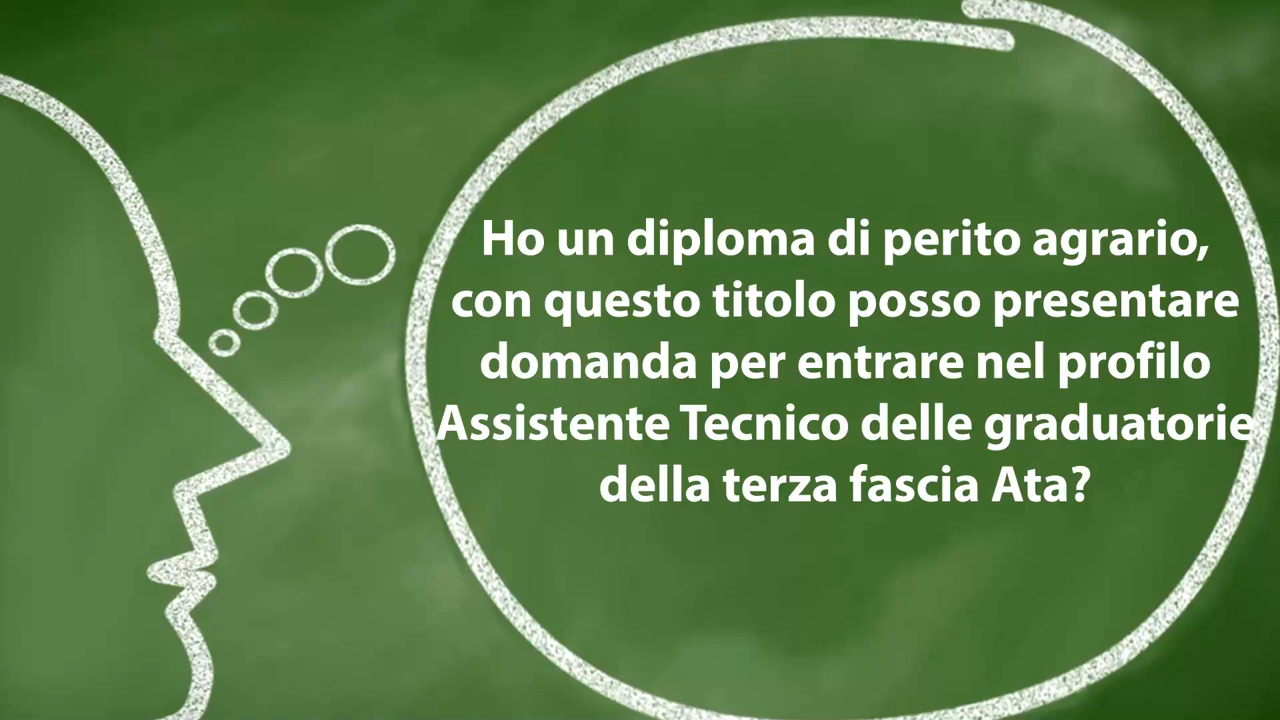 Ho un diploma di perito agrario,
con questo titolo posso presentare
domanda per entrare nel profilo
Assistente Tecnico delle graduatorie
della terza fascia Ata?